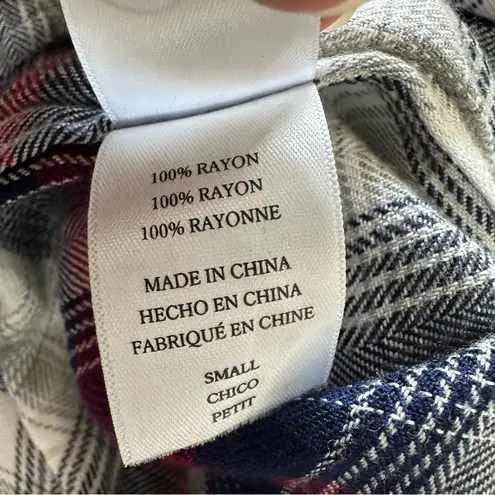 100% RAYON
100% RAYON
100% RAYONNE
MADE IN CHINA
HECHO EN CHINA
FABRIQUÉ EN CHINE
SMALL
CHICO
PETIT